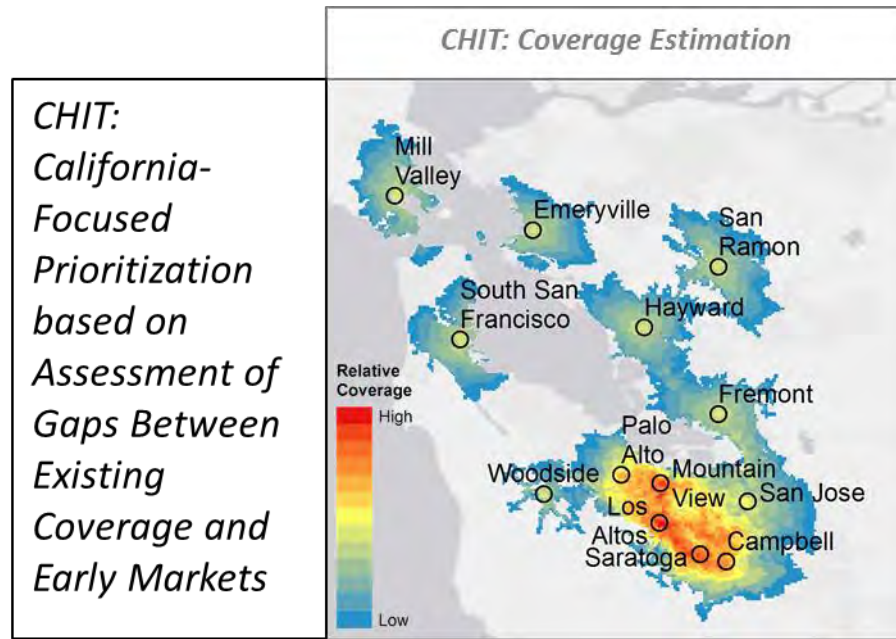 CHIT: Coverage Estimation
CHIT:
California-
Focused
Prioritization
based on
Assessment of
Gaps Between
Existing
Coverage and
Early Markets
Mill
Valley
Emeryville
San
Ramon
South San
Francisco
Hayward
Relative
Coverage
High
Low
Fremont
Palo
Alto
Woodside
Mountain
View
San Jose
Los
Altos
Saratoga
Campbell